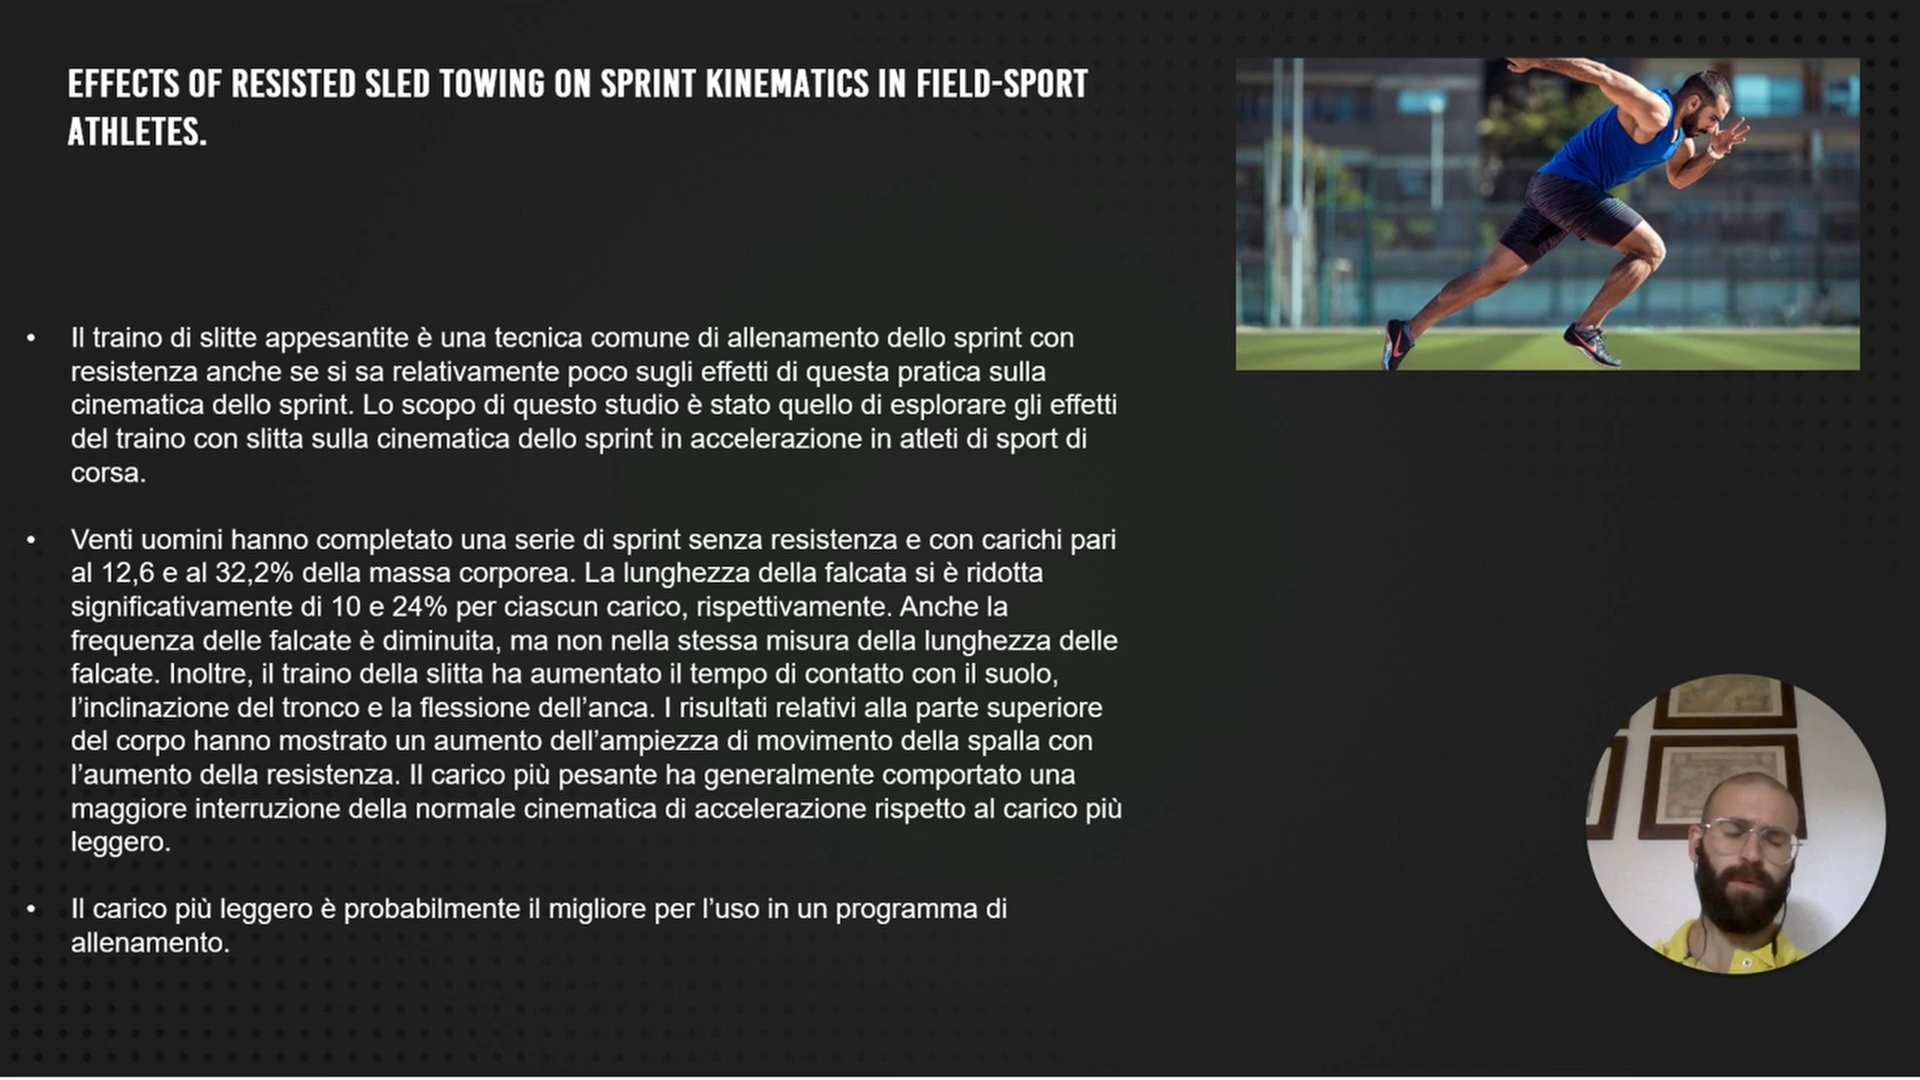 EFFECTS OF RESISTED SLED TOWING ON SPRINT KINEMATICS IN FIELD-SPORT
ATHLETES.
• Il traino di slitte appesantite è una tecnica comune di allenamento dello sprint con
resistenza anche se si sa relativamente poco sugli effetti di questa pratica sulla
cinematica dello sprint. Lo scopo di questo studio è stato quello di esplorare gli effetti
del traino con slitta sulla cinematica dello sprint in accelerazione in atleti di sport di
corsa.
• Venti uomini hanno completato una serie di sprint senza resistenza e con carichi pari
al 12,6 e al 32,2% della massa corporea. La lunghezza della falcata si è ridotta
significativamente di 10 e 24% per ciascun carico, rispettivamente. Anche la
frequenza delle falcate è diminuita, ma non nella stessa misura della lunghezza delle
falcate. Inoltre, il traino della slitta ha aumentato il tempo di contatto con il suolo,
l’inclinazione del tronco e la flessione dell’anca. I risultati relativi alla parte superiore
del corpo hanno mostrato un aumento dell’ampiezza di movimento della spalla con
l’aumento della resistenza. Il carico più pesante ha generalmente comportato una
maggiore interruzione della normale cinematica di accelerazione rispetto al carico più
leggero.
• Il carico più leggero è probabilmente il migliore per l’uso in un programma di
allenamento.